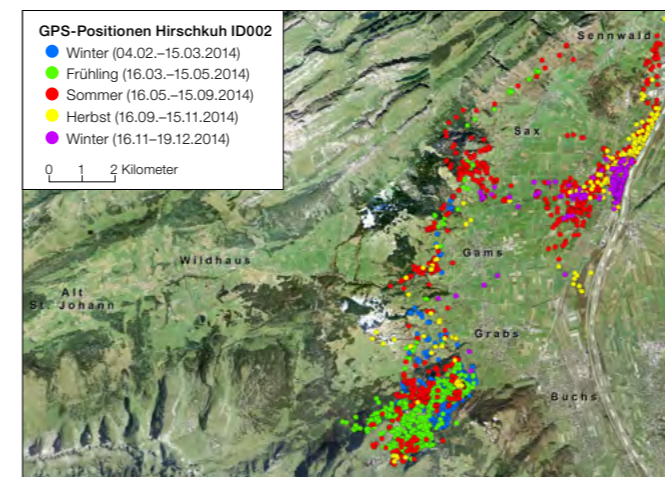 GPS-Positionen Hirschkuh ID002
Winter (04.02.–15.03.2014)
Frühling (16.03.–15.05.2014)
Sommer (16.05.–15.09.2014)
Herbst (16.09.–15.11.2014)
Winter (16.11–19.12.2014)
0 1 2 Kilometer
Sennwald
Sax
Gams
Wildhaus
Alt
St. Johann
Grabs
Buchs